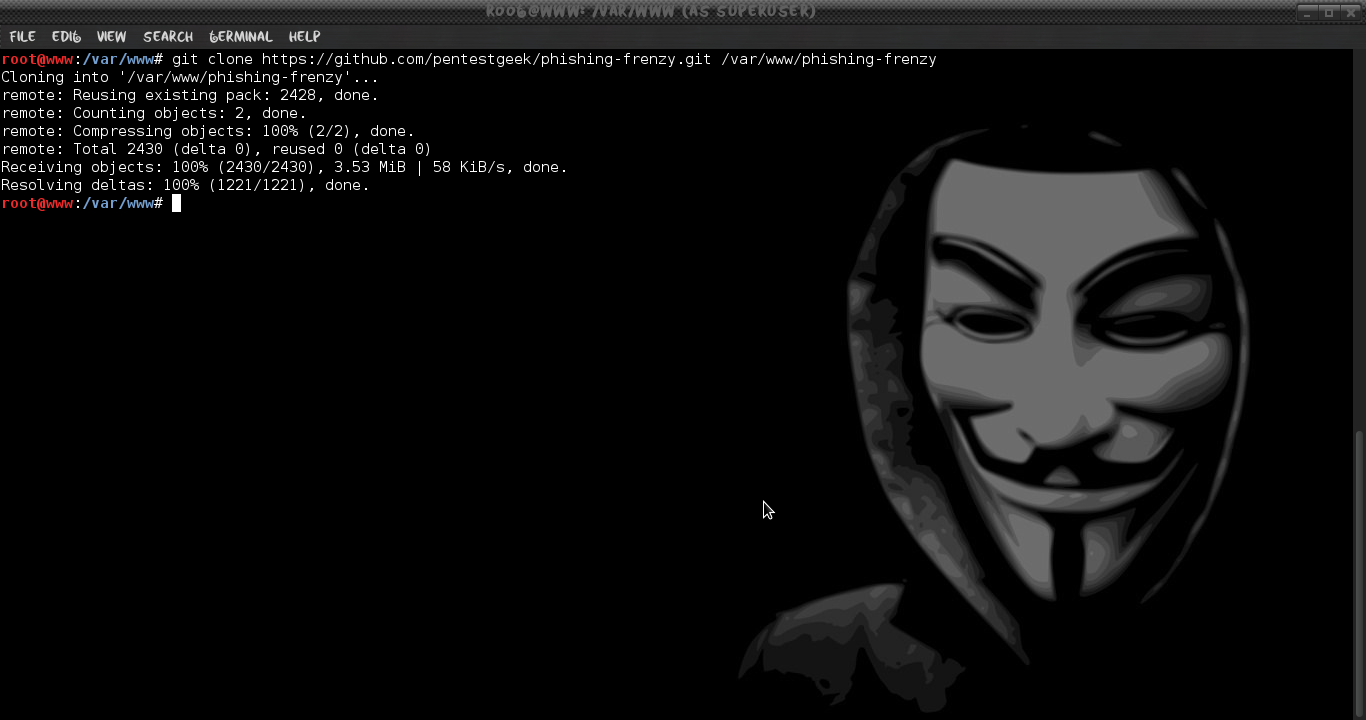 ROOT@WWW: /VAR/WWW (AS SUPERUSER)
FILE EDIT VIEW SEARCH TERMINAL HELP
root@www:/var/www# git clone https://github.com/pentestgeek/phishing-frenzy.git /var/www/phishing-frenzy
Cloning into '/var/www/phishing-frenzy'...
remote: Reusing existing pack: 2428, done.
remote: Counting objects: 2, done.
remote: Compressing objects: 100% (2/2), done.
remote: Total 2430 (delta 0), reused 0 (delta 0)
Receiving objects: 100% (2430/2430), 3.53 MiB | 58 KiB/s, done.
Resolving deltas: 100% (1221/1221), done.
root@www:/var/www#